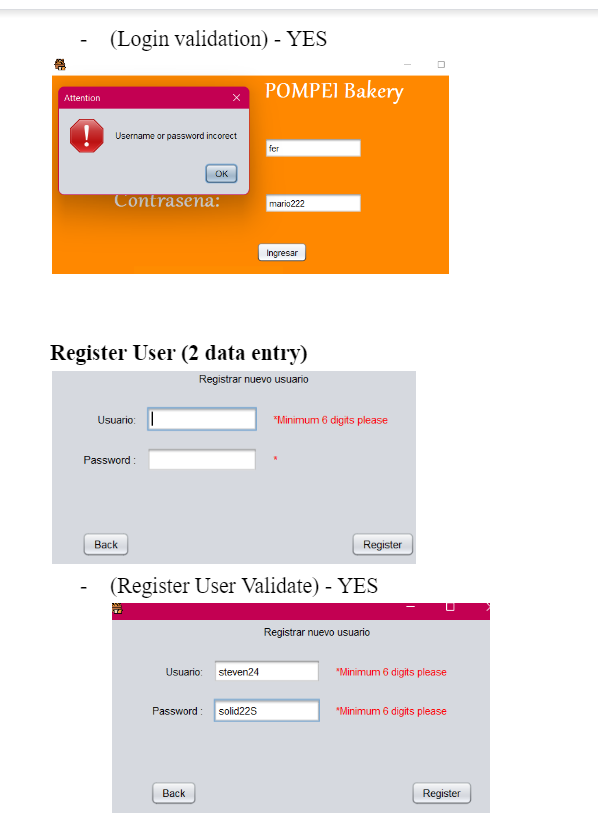 - (Login validation) - YES
POMPEI Bakery
Attention
Username or password incorect
OK
fer
Contrasena:
mario222
Ingresar
Register User (2 data entry)
Registrar nuevo usuario
Usuario: *Minimum 6 digits please
Password : *
Back Register
- (Register User Validate) - YES
Registrar nuevo usuario
Usuario: steven24 *Minimum 6 digits please
Password : solid22S *Minimum 6 digits please
Back Register